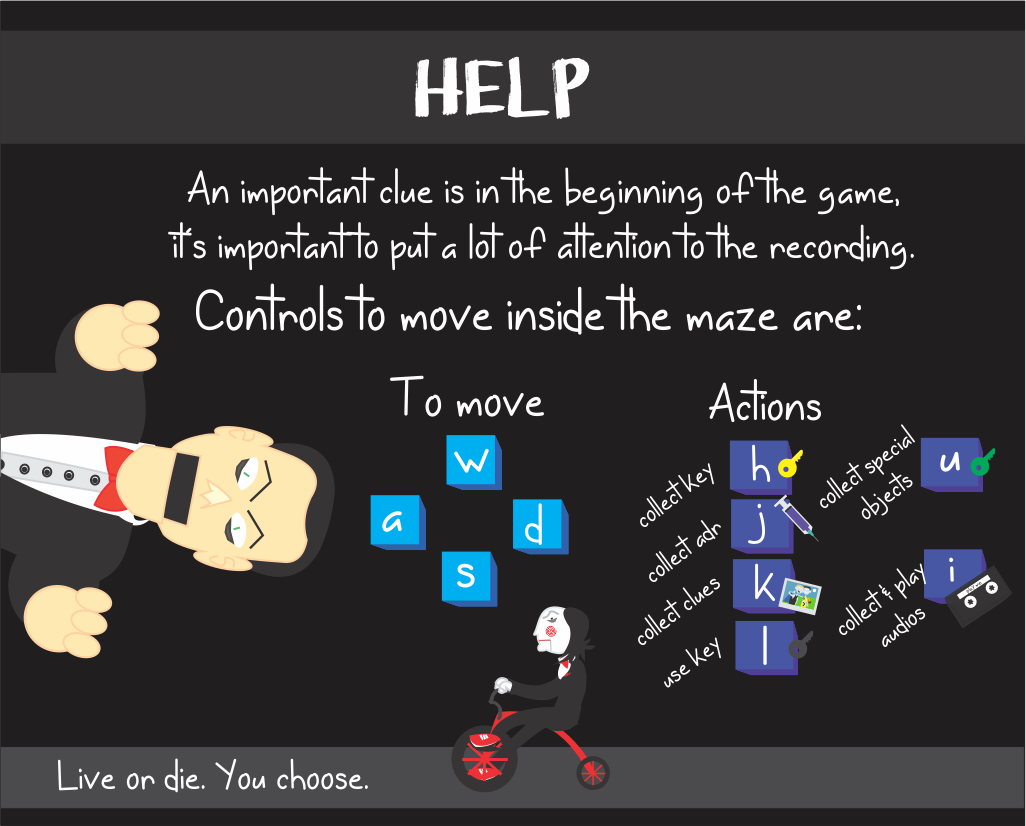 HELP
An important clue is in the beginning of the game,
it's important to put a lot of attention to the recording.
Controls to move inside the maze are:
To move
w
a
d
s
Actions
collect key
h
collect adn
j
collect clues
k
use key
l
collect special
objects
u
collect & play
audios
i
Live or die. You choose.